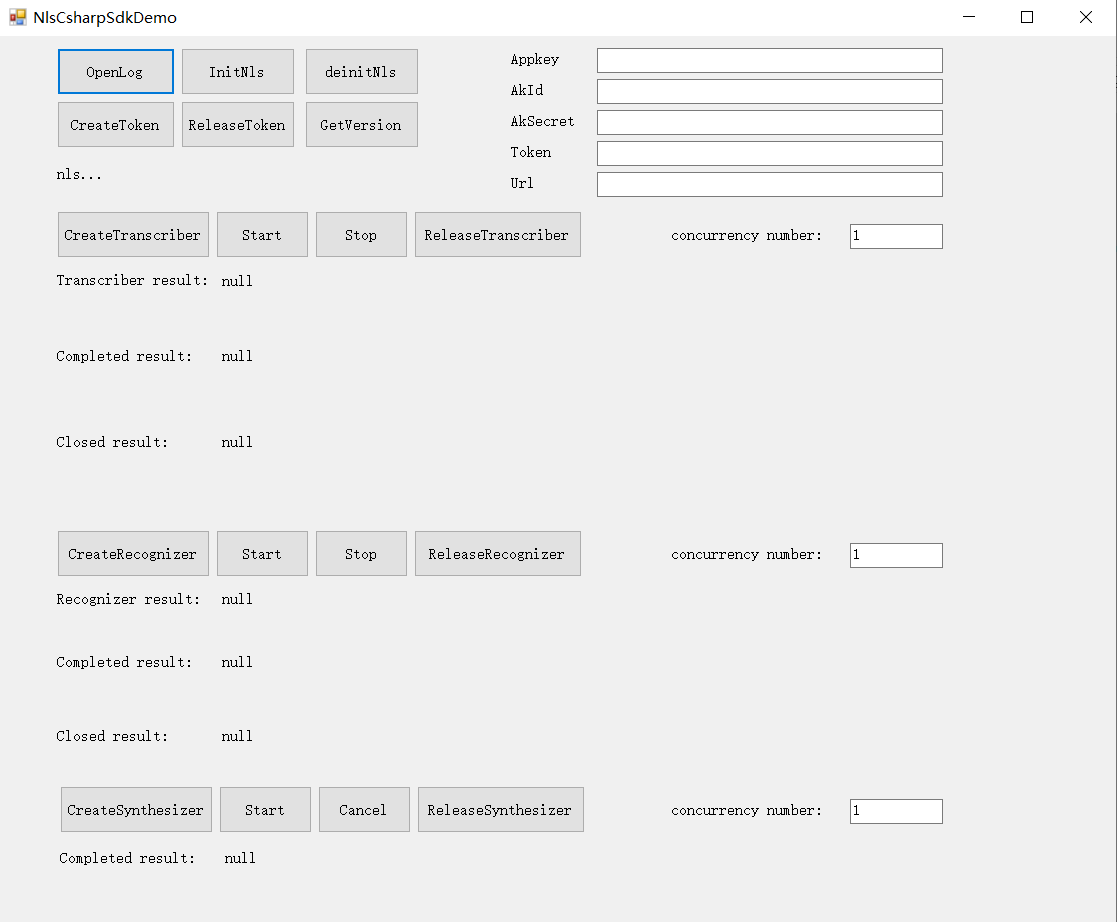 NlsCsharpSdkDemo
OpenLog InitNls deinitNls
CreateToken ReleaseToken GetVersion
nls...
Appkey
AkId
AkSecret
Token
Url
CreateTranscriber Start Stop ReleaseTranscriber concurrency number: 1
Transcriber result: null
Completed result: null
Closed result: null
CreateRecognizer Start Stop ReleaseRecognizer concurrency number: 1
Recognizer result: null
Completed result: null
Closed result: null
CreateSynthesizer Start Cancel ReleaseSynthesizer concurrency number: 1
Completed result: null